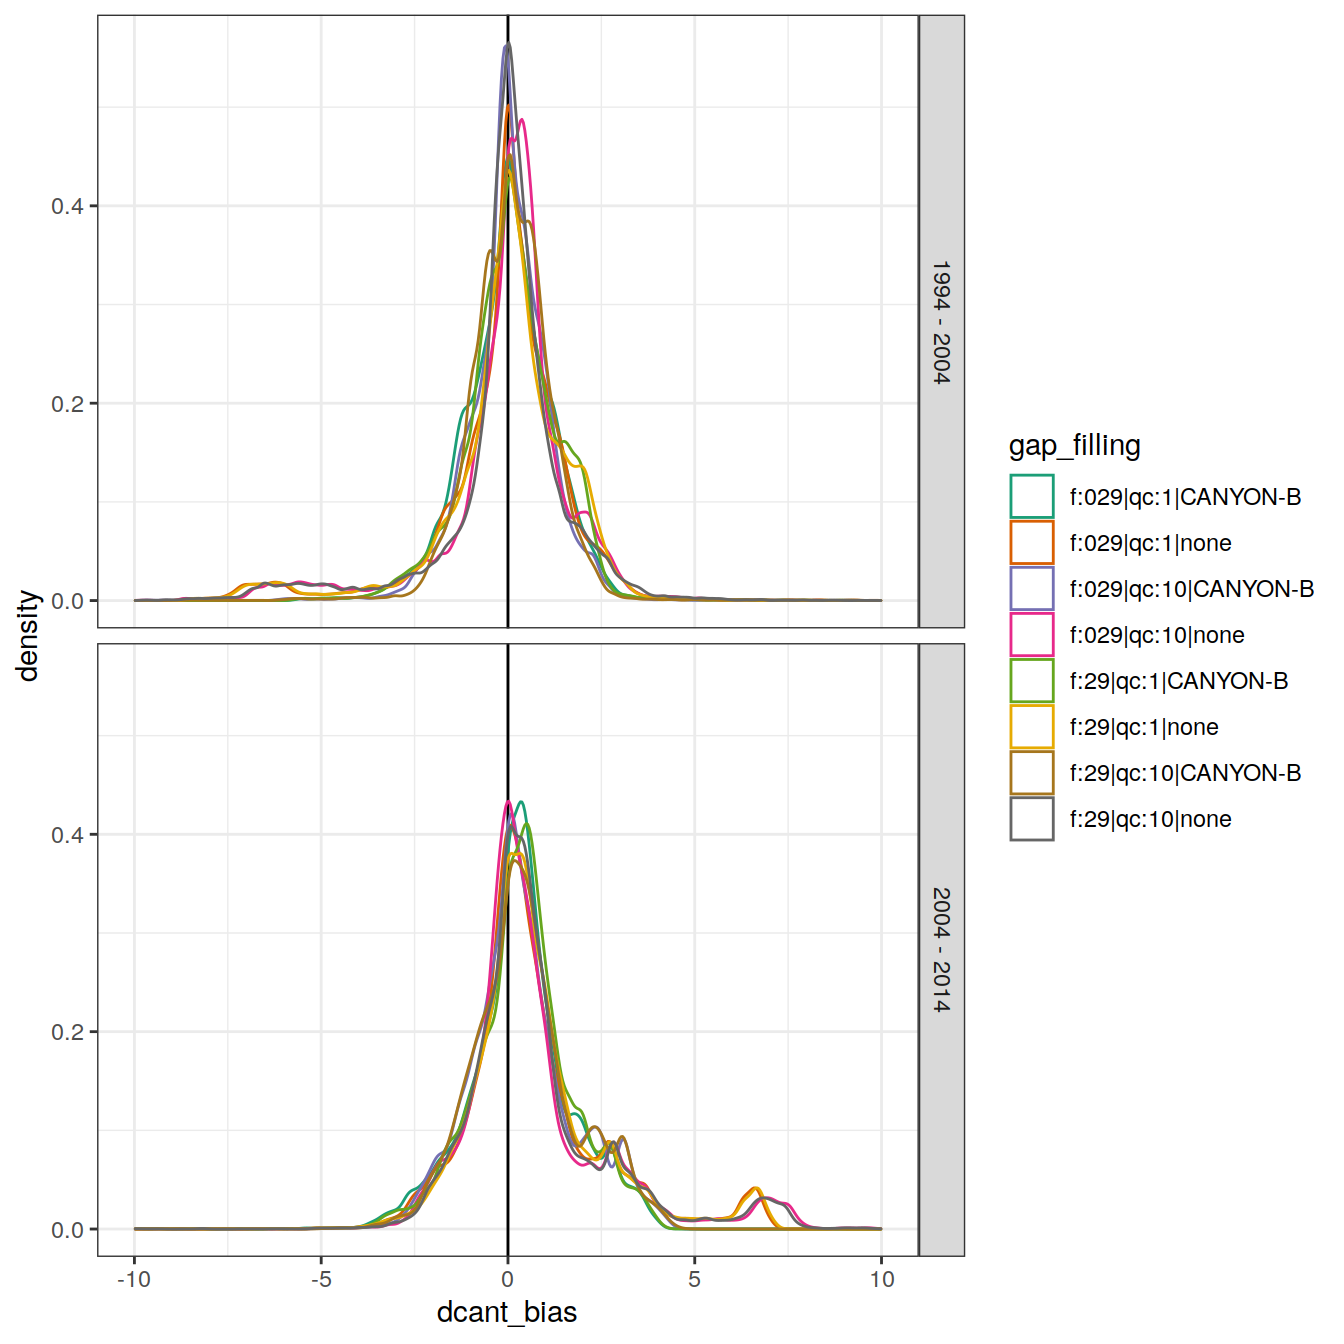 0.4
0.2
0.0
1994 - 2004
density
0.4
0.2
0.0
2004 - 2014
-10
-5
0
5
10
dcant_bias
gap_filling
f:029|qc:1|CANYON-B
f:029|qc:1|none
f:029|qc:10|CANYON-B
f:029|qc:10|none
f:29|qc:1|CANYON-B
f:29|qc:1|none
f:29|qc:10|CANYON-B
f:29|qc:10|none